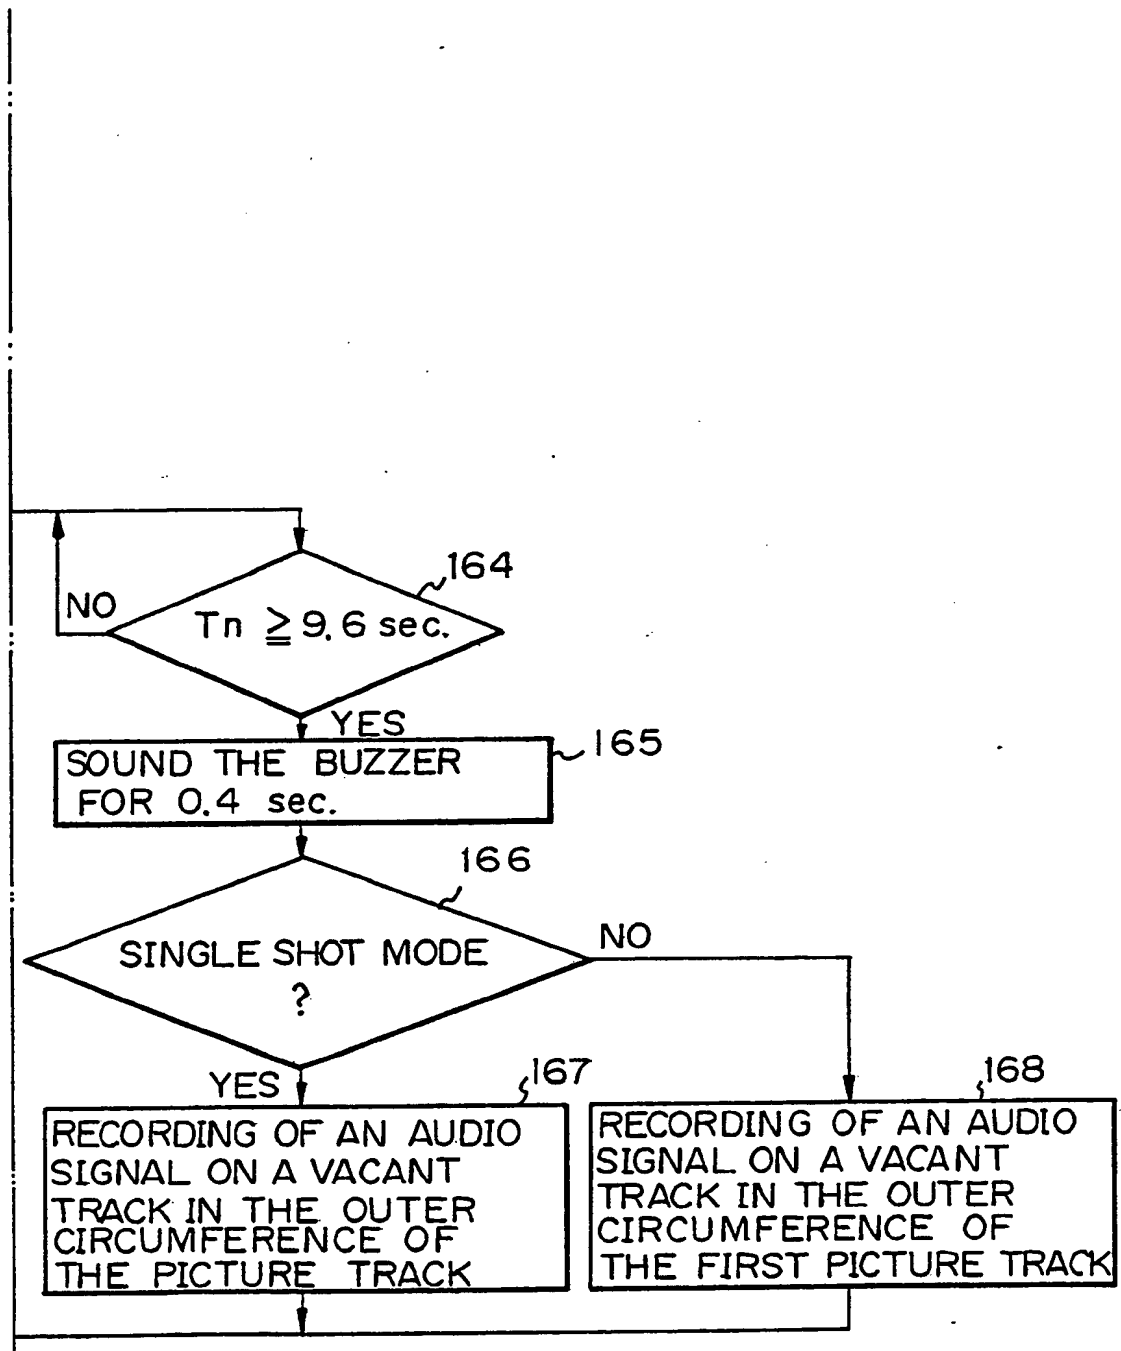 164
NO
Tn ≧ 9.6 sec.
YES
165
SOUND THE BUZZER
FOR 0.4 sec.
166
SINGLE SHOT MODE
?
NO
YES
167
RECORDING OF AN AUDIO
SIGNAL ON A VACANT
TRACK IN THE OUTER
CIRCUMFERENCE OF
THE PICTURE TRACK
168
RECORDING OF AN AUDIO
SIGNAL ON A VACANT
TRACK IN THE OUTER
CIRCUMFERENCE OF
THE FIRST PICTURE TRACK